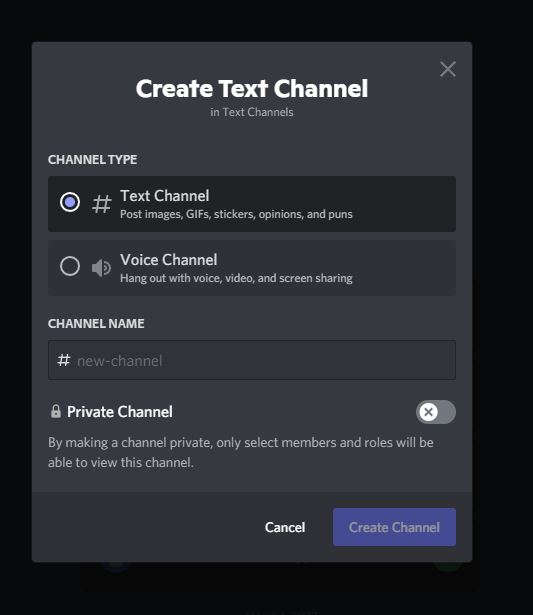 Create Text Channel
in Text Channels
CHANNEL TYPE
Text Channel
Post images, GIFs, stickers, opinions, and puns
Voice Channel
Hang out with voice, video, and screen sharing
CHANNEL NAME
# new-channel
Private Channel
By making a channel private, only select members and roles will be
able to view this channel.
Cancel Create Channel